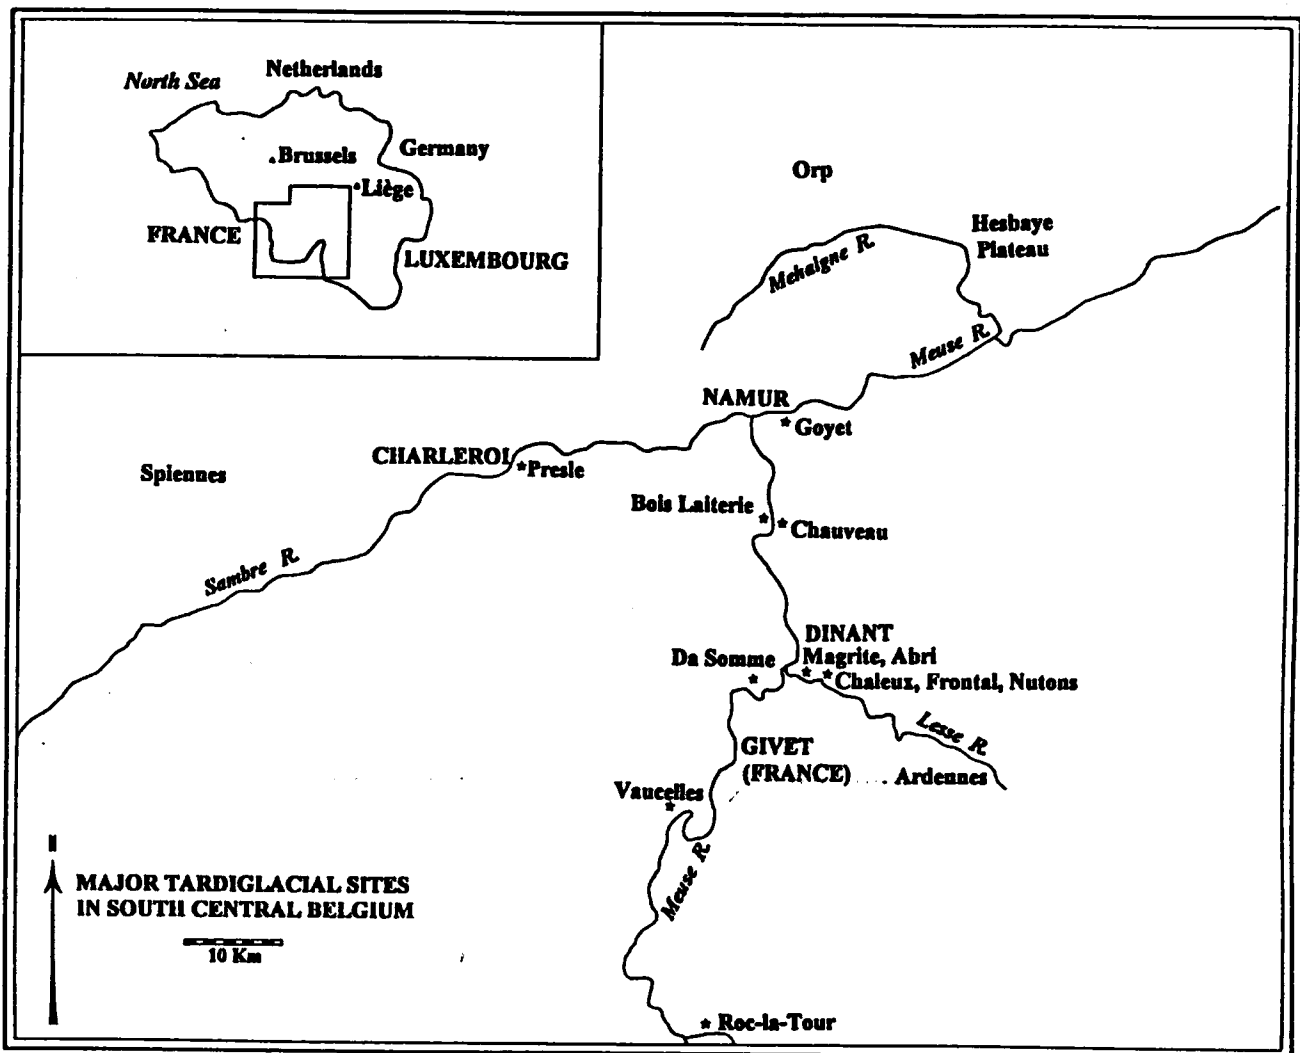 North Sea
Netherlands
Brussels
Germany
Liège
FRANCE
LUXEMBOURG
Orp
Hesbaye
Plateau
Mehaigne R.
Meuse R.
NAMUR
Goyet
CHARLEROI
Presle
Spiennes
Bois Laiterie
Chauveau
Sambre R.
DINANT
Da Somme
Magrite, Abri
Chaleux, Frontal, Nutons
Lesse R.
GIVET
(FRANCE)
Ardennes
Vaucelles
Meuse R.
N
MAJOR TARDIGLACIAL SITES
IN SOUTH CENTRAL BELGIUM
10 Km
Roc-la-Tour